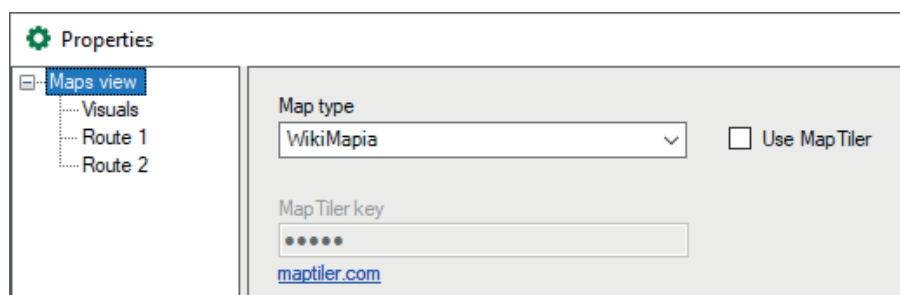 Properties
Maps view
Visuals
Route 1
Route 2
Map type
WikiMapia
Use MapTiler
MapTiler key
•••••
maptiler.com